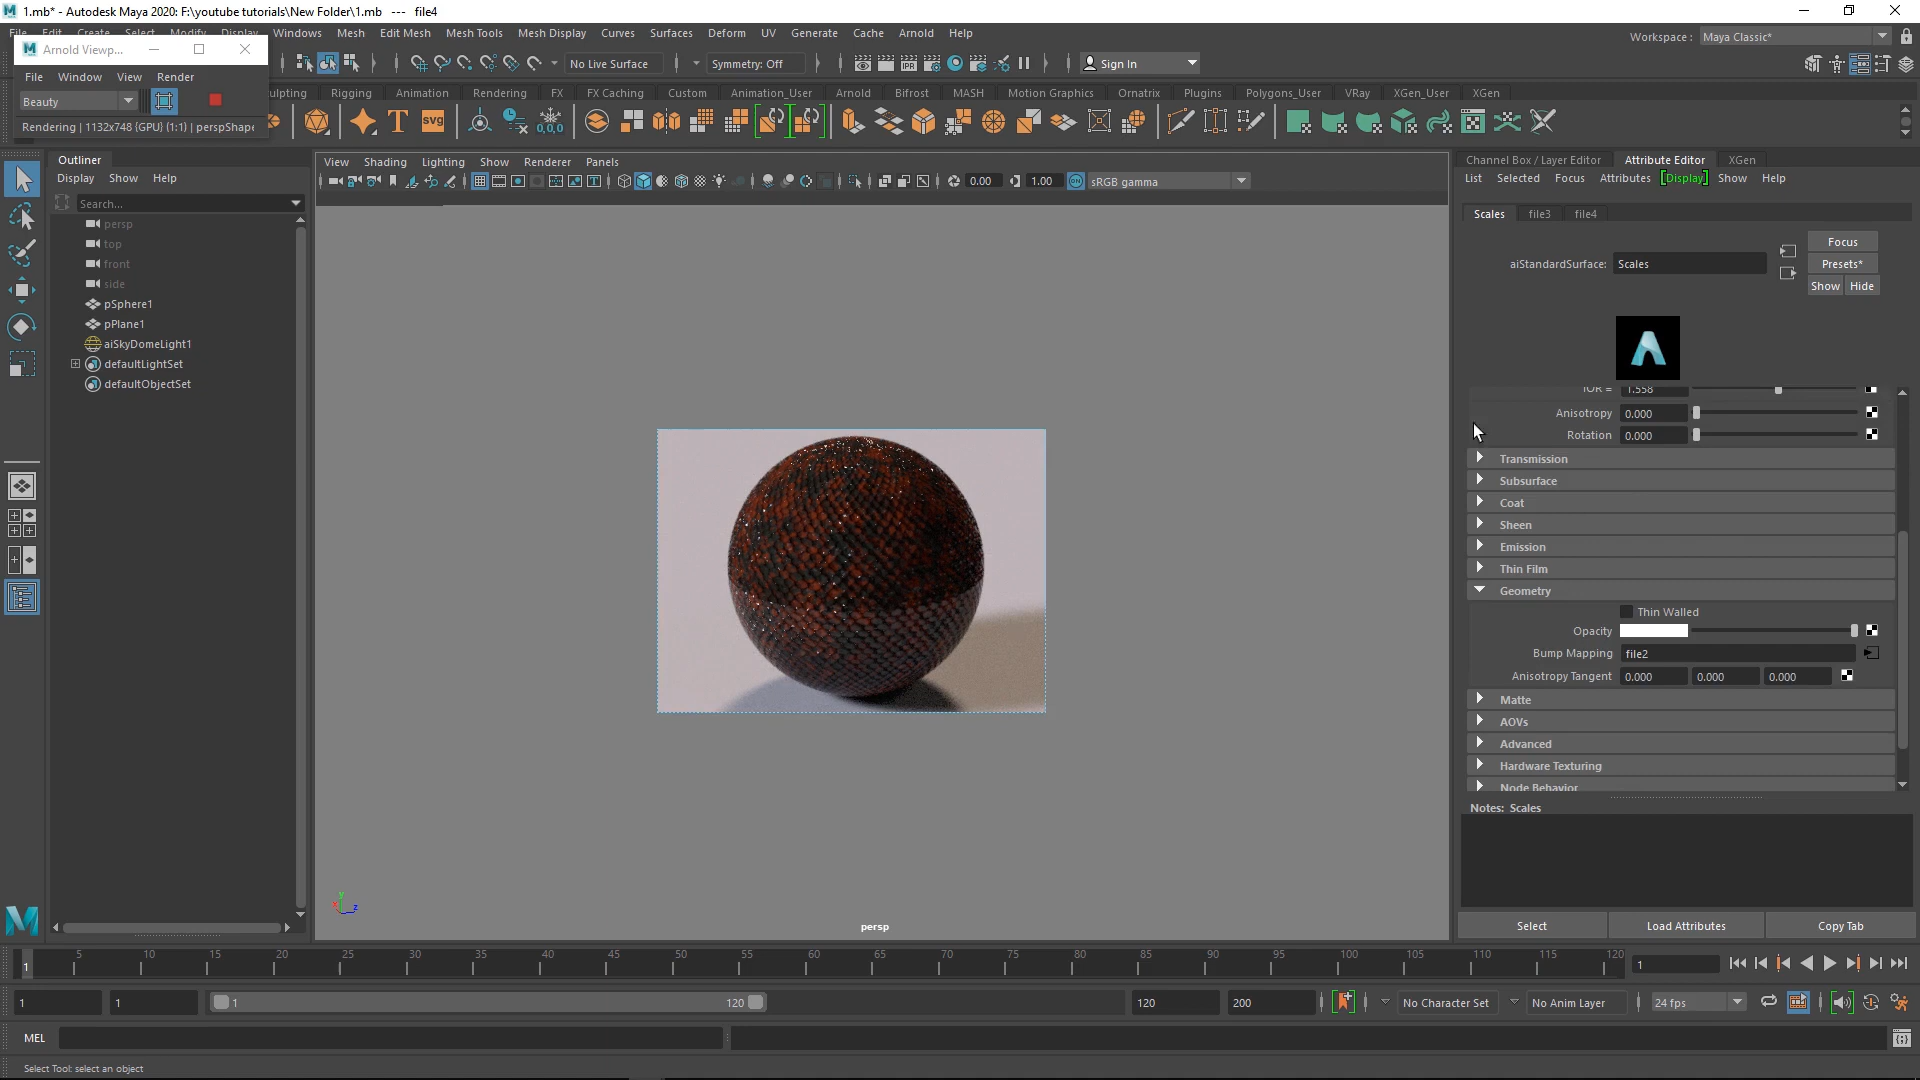 1.mb* - Autodesk Maya 2020: F:\youtube tutorials\New Folder\1.mb --- file4
File Edit Create Select Modify Display Windows Mesh Edit Mesh Mesh Tools Mesh Display Curves Surfaces Deform UV Generate Cache Arnold Help
Workspace : Maya Classic*
Arnold Viewp...
No Live Surface
Symmetry: Off
Sign In
File Window View Render
Beauty
ulpting Rigging Animation Rendering FX FX Caching Custom Animation_User Arnold Bifrost MASH Motion Graphics Ornatrix Plugins Polygons_User VRay XGen_User XGen
Rendering | 1132x748 (GPU) (1:1) | perspShape
SVG
Outliner
Display Show Help
Search...
persp
top
front
side
pSphere1
pPlane1
aiSkyDomeLight1
defaultLightSet
defaultObjectSet
View Shading Lighting Show Renderer Panels
0.00 1.00 ON sRGB gamma
persp
Channel Box / Layer Editor Attribute Editor XGen
List Selected Focus Attributes Display Show Help
Scales file3 file4
aiStandardSurface: Scales
Focus
Presets*
Show Hide
IOR = 1.558
Anisotropy 0.000
Rotation 0.000
Transmission
Subsurface
Coat
Sheen
Emission
Thin Film
Geometry
Thin Walled
Opacity
Bump Mapping file2
Anisotropy Tangent 0.000 0.000 0.000
Matte
AOVs
Advanced
Hardware Texturing
Node Behavior
Notes: Scales
Select Load Attributes Copy Tab
1 5 10 15 20 25 30 35 40 45 50 55 60 65 70 75 80 85 90 95 100 105 110 115 120
1
1 1 1 120 120 200 No Character Set No Anim Layer 24 fps
MEL
Select Tool: select an object